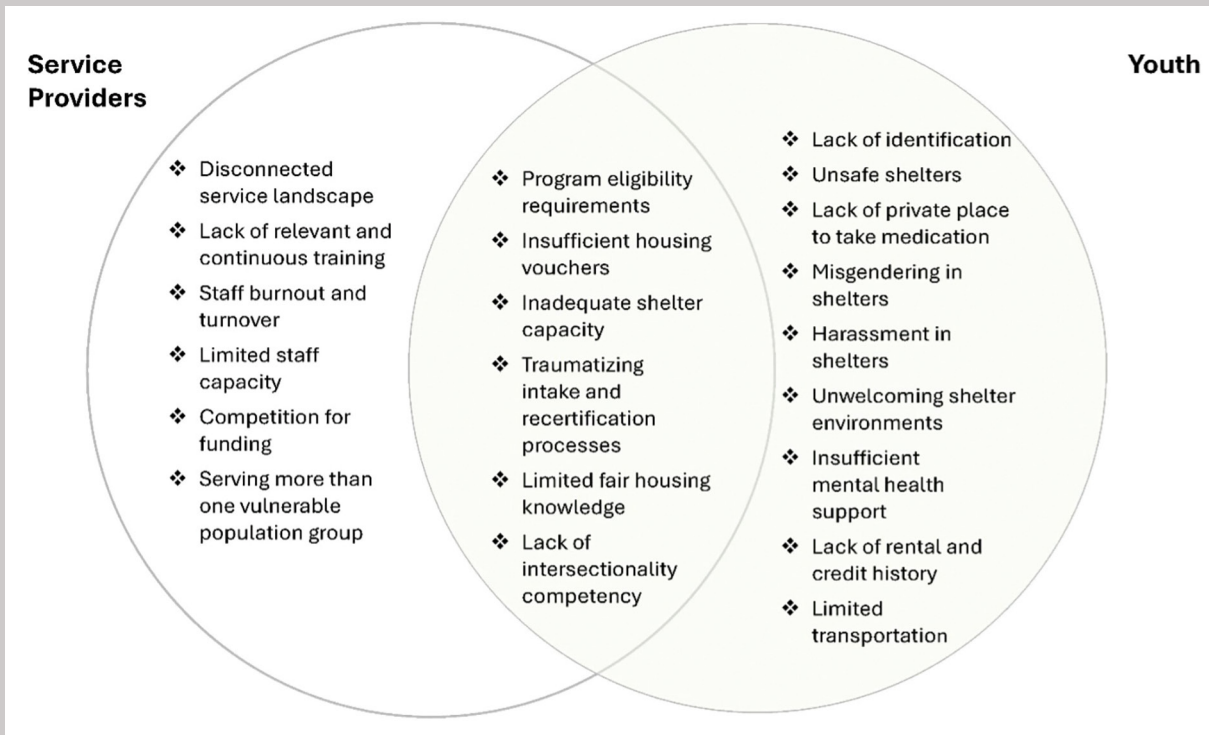 Service
Providers
Youth
❖ Disconnected
service landscape
❖ Lack of relevant and
continuous training
❖ Staff burnout and
turnover
❖ Limited staff
capacity
❖ Competition for
funding
❖ Serving more than
one vulnerable
population group
❖ Program eligibility
requirements
❖ Insufficient housing
vouchers
❖ Inadequate shelter
capacity
❖ Traumatizing
intake and
recertification
processes
❖ Limited fair housing
knowledge
❖ Lack of
intersectionality
competency
❖ Lack of identification
❖ Unsafe shelters
❖ Lack of private place
to take medication
❖ Misgendering in
shelters
❖ Harassment in
shelters
❖ Unwelcoming shelter
environments
❖ Insufficient
mental health
support
❖ Lack of rental and
credit history
❖ Limited
transportation